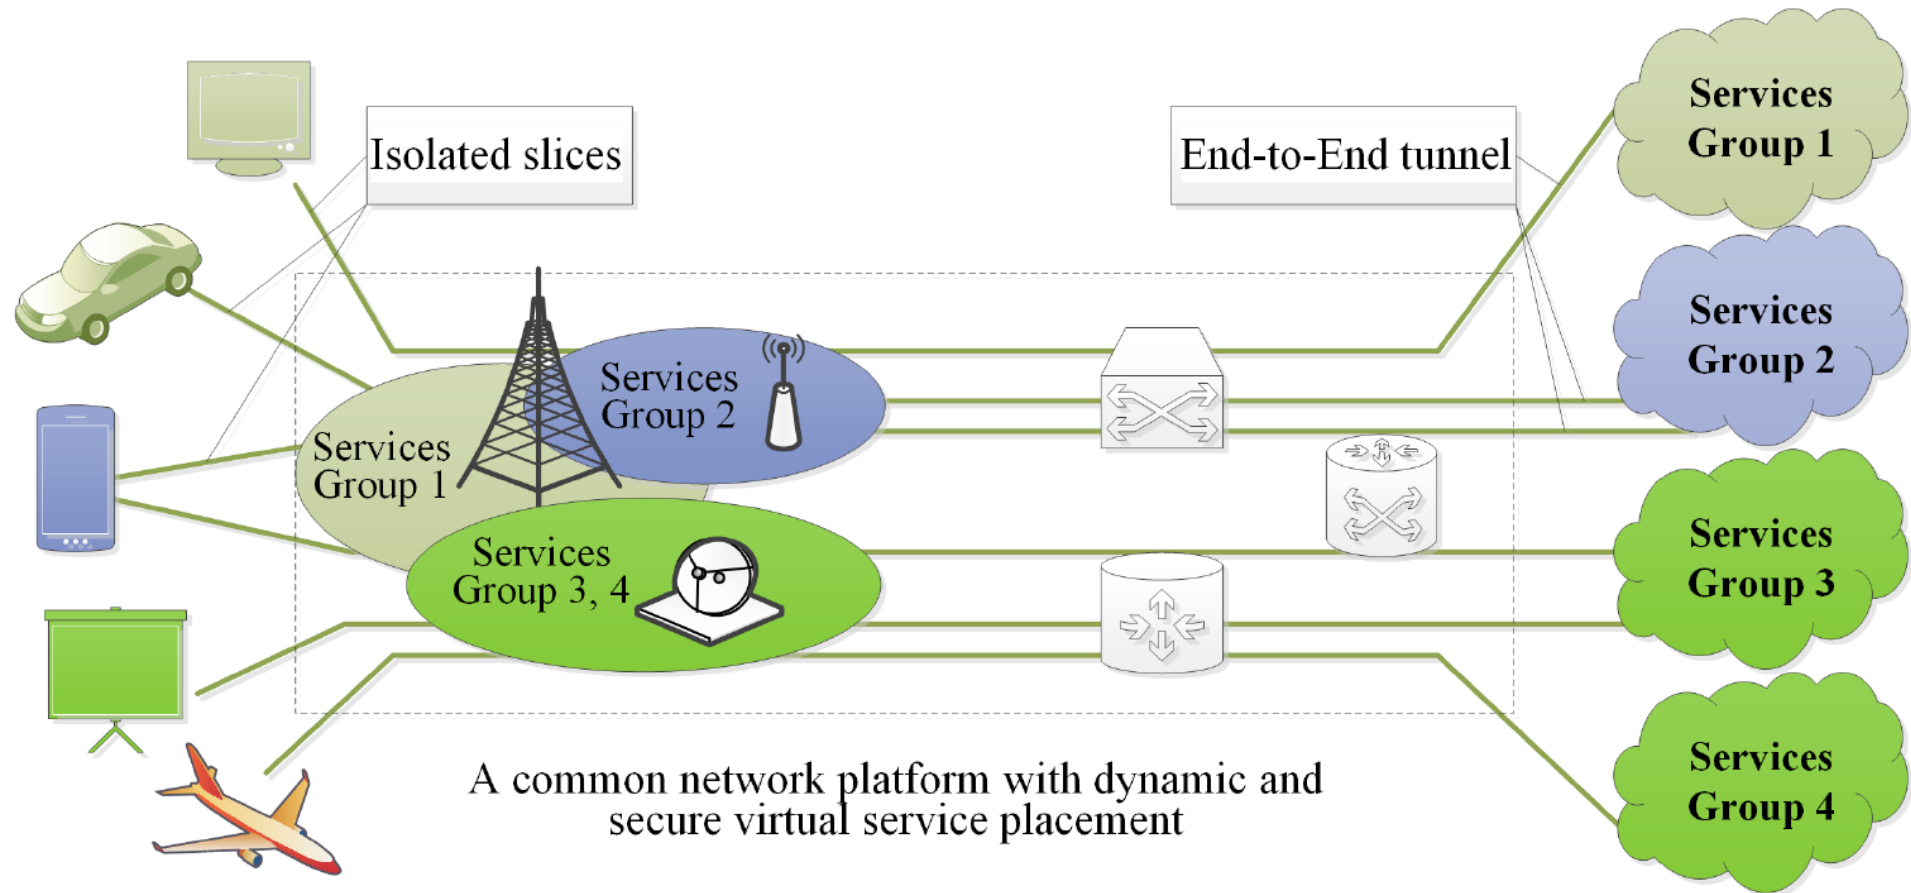 Isolated slices
End-to-End tunnel
Services
Group 1
Services
Group 2
Services
Group 3
Services
Group 4
Services
Group 2
Services
Group 1
Services
Group 3, 4
A common network platform with dynamic and
secure virtual service placement